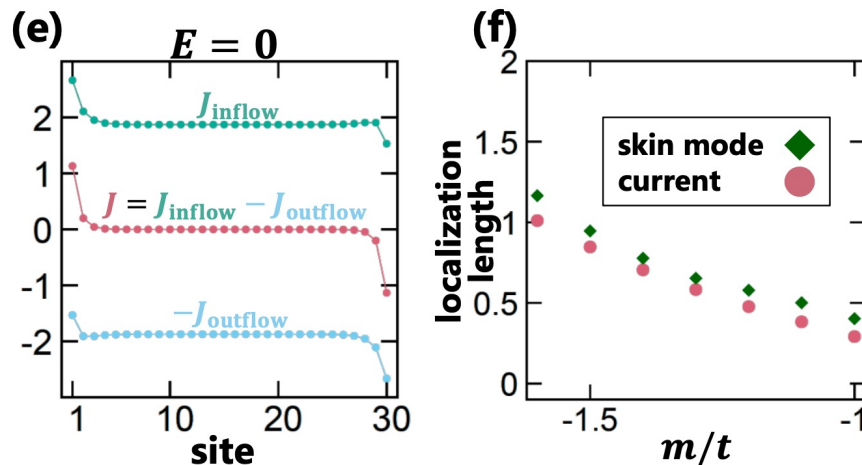 (e)
E = 0
2
1
0
-1
-2
J_inflow
J = J_inflow − J_outflow
−J_outflow
1 10 20 30
site
(f)
2
1.5
1
0.5
0
localization
length
skin mode
current
-1.5 -1
m/t